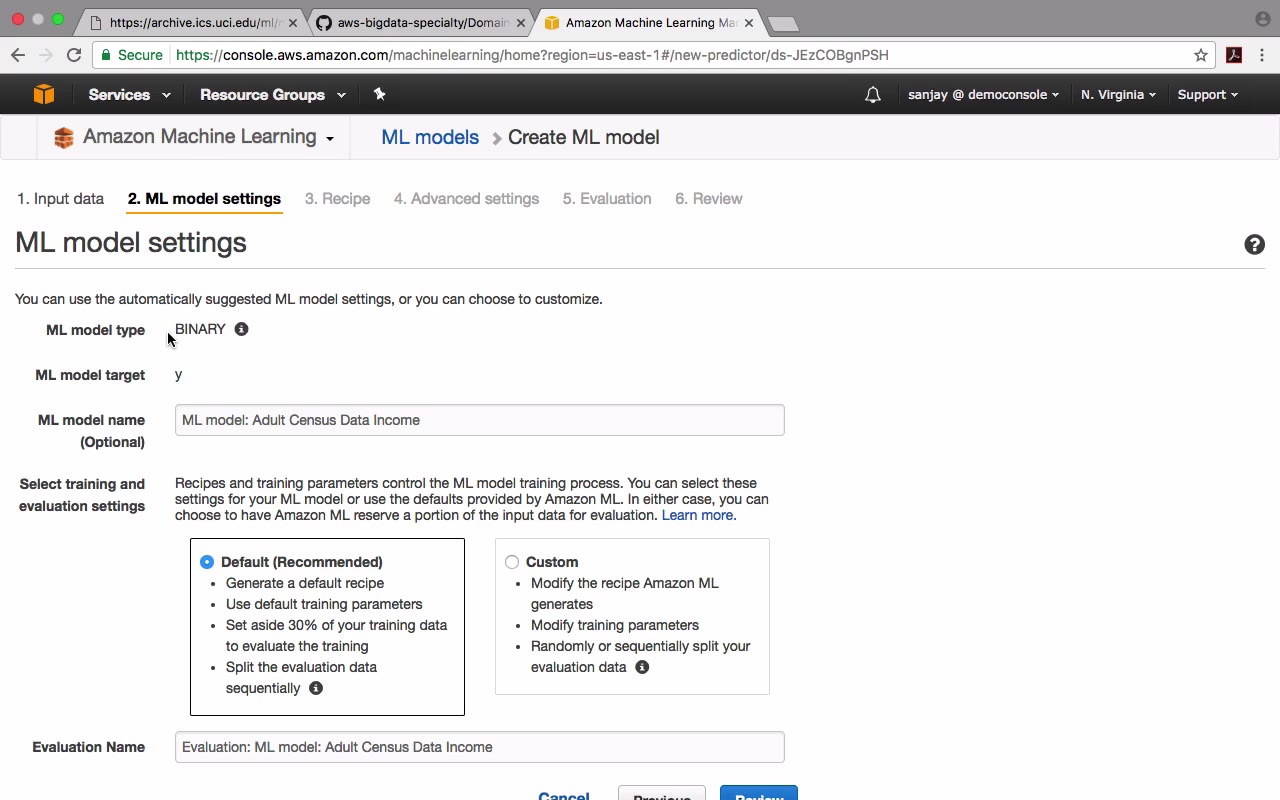 https://archive.ics.uci.edu/ml/
aws-bigdata-specialty/Domain
Amazon Machine Learning Ma
Secure https://console.aws.amazon.com/machinelearning/home?region=us-east-1#/new-predictor/ds-JEzCOBgnPSH
Services Resource Groups sanjay @ democonsole N. Virginia Support
Amazon Machine Learning ML models Create ML model
1. Input data 2. ML model settings 3. Recipe 4. Advanced settings 5. Evaluation 6. Review
ML model settings
You can use the automatically suggested ML model settings, or you can choose to customize.
ML model type BINARY
ML model target y
ML model name
(Optional)
ML model: Adult Census Data Income
Select training and
evaluation settings
Recipes and training parameters control the ML model training process. You can select these
settings for your ML model or use the defaults provided by Amazon ML. In either case, you can
choose to have Amazon ML reserve a portion of the input data for evaluation. Learn more.
Default (Recommended)
• Generate a default recipe
• Use default training parameters
• Set aside 30% of your training data
to evaluate the training
• Split the evaluation data
sequentially
Custom
• Modify the recipe Amazon ML
generates
• Modify training parameters
• Randomly or sequentially split your
evaluation data
Evaluation Name Evaluation: ML model: Adult Census Data Income
Cancel Previous Review